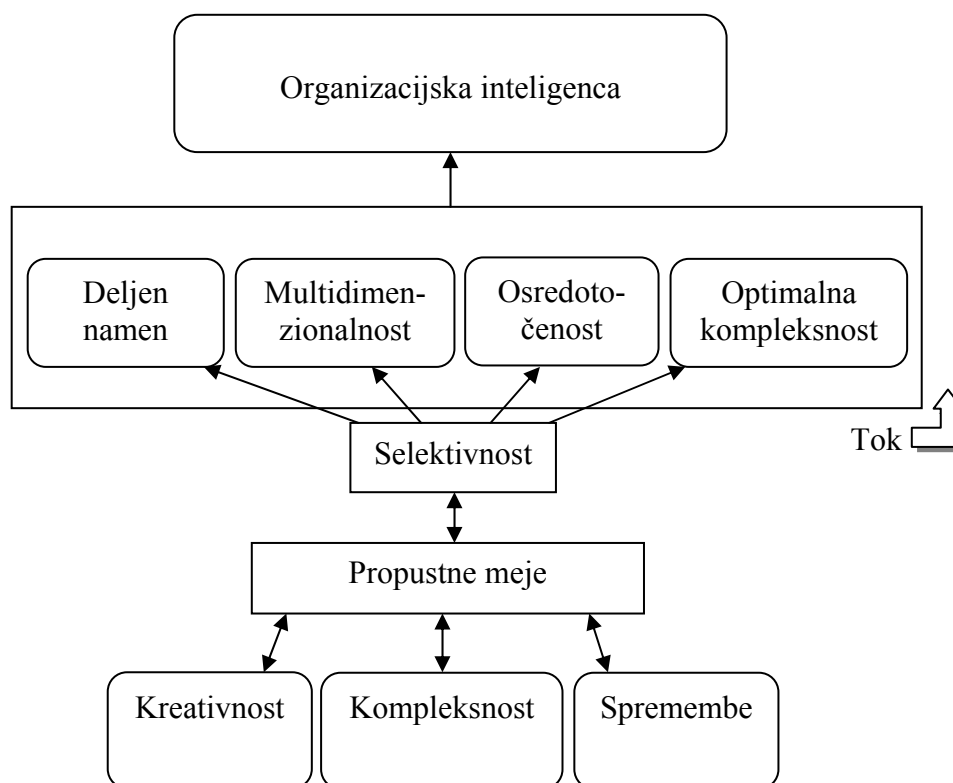 Organizacijska inteligenca
Deljen
namen
Multidimen-
zionalnost
Osredoto-
čenost
Optimalna
kompleksnost
Tok
Selektivnost
Propustne meje
Kreativnost
Kompleksnost
Spremembe